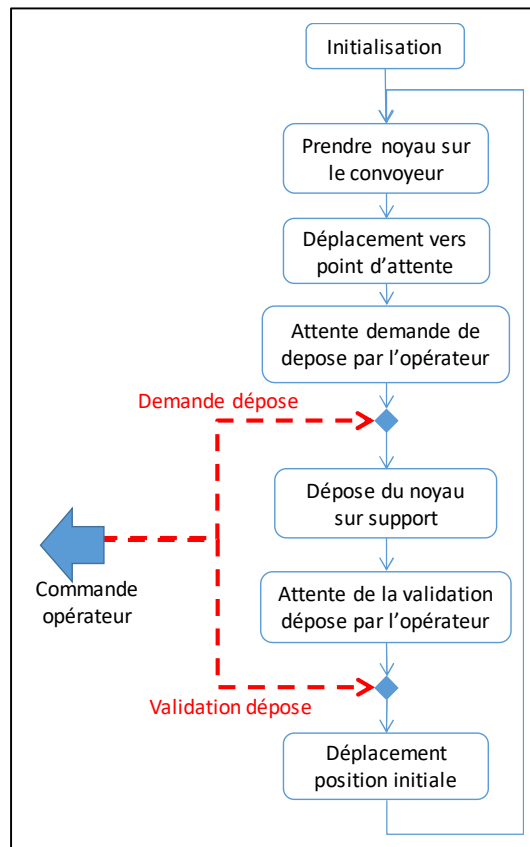 Initialisation
Prendre noyau sur
le convoyeur
Déplacement vers
point d'attente
Attente demande de
depose par l'opérateur
Demande dépose
Dépose du noyau
sur support
Commande
opérateur
Attente de la validation
dépose par l'opérateur
Validation dépose
Déplacement
position initiale